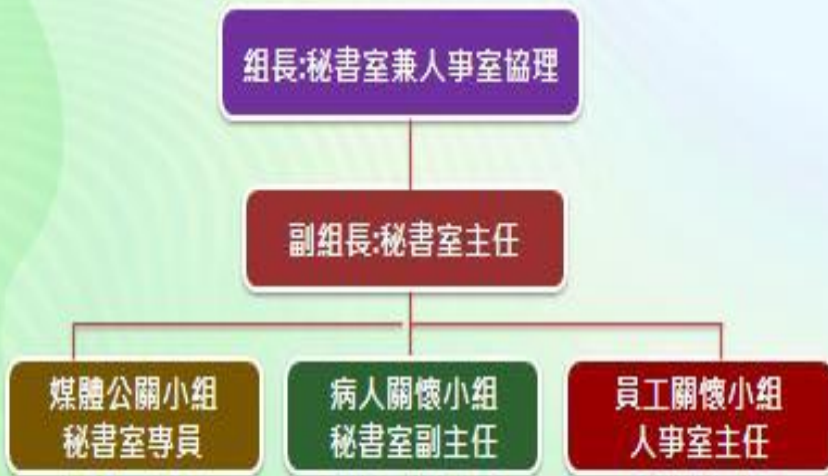 組長:秘書室兼人事室協理
副組長:秘書室主任
媒體公關小組
秘書室專員
病人關懷小組
秘書室副主任
員工關懷小組
人事室主任